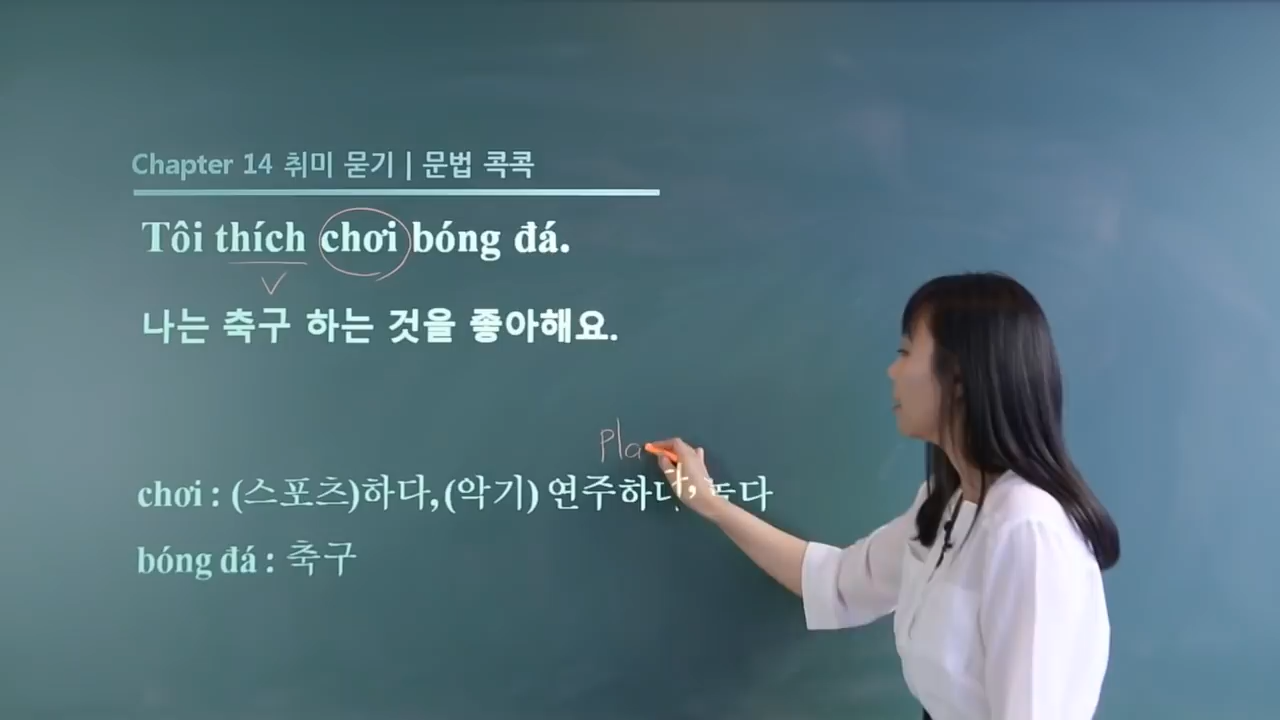 Chapter 14 취미 묻기 | 문법 콕콕
Tôi thích chơi bóng đá.
나는 축구 하는 것을 좋아해요.
Pla
chơi : (스포츠)하다, (악기) 연주하다, 놀다
bóng đá : 축구